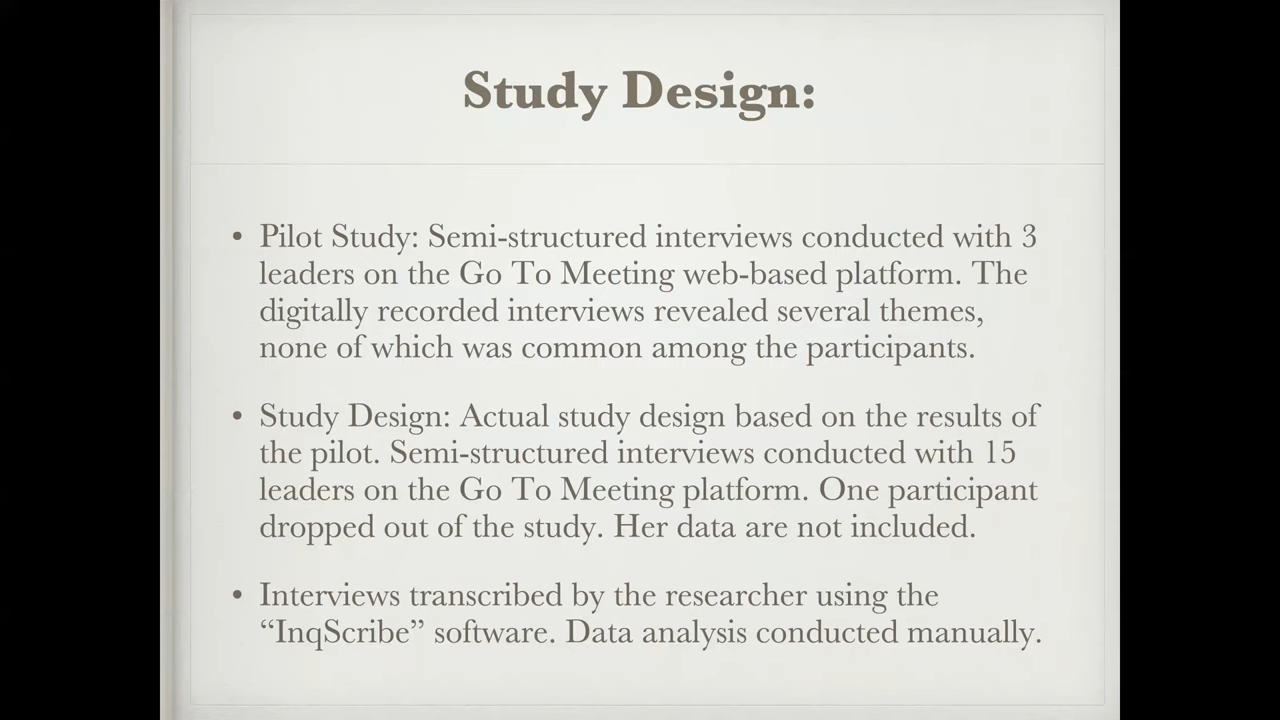 Study Design:
• Pilot Study: Semi-structured interviews conducted with 3
leaders on the Go To Meeting web-based platform. The
digitally recorded interviews revealed several themes,
none of which was common among the participants.
• Study Design: Actual study design based on the results of
the pilot. Semi-structured interviews conducted with 15
leaders on the Go To Meeting platform. One participant
dropped out of the study. Her data are not included.
• Interviews transcribed by the researcher using the
“InqScribe” software. Data analysis conducted manually.